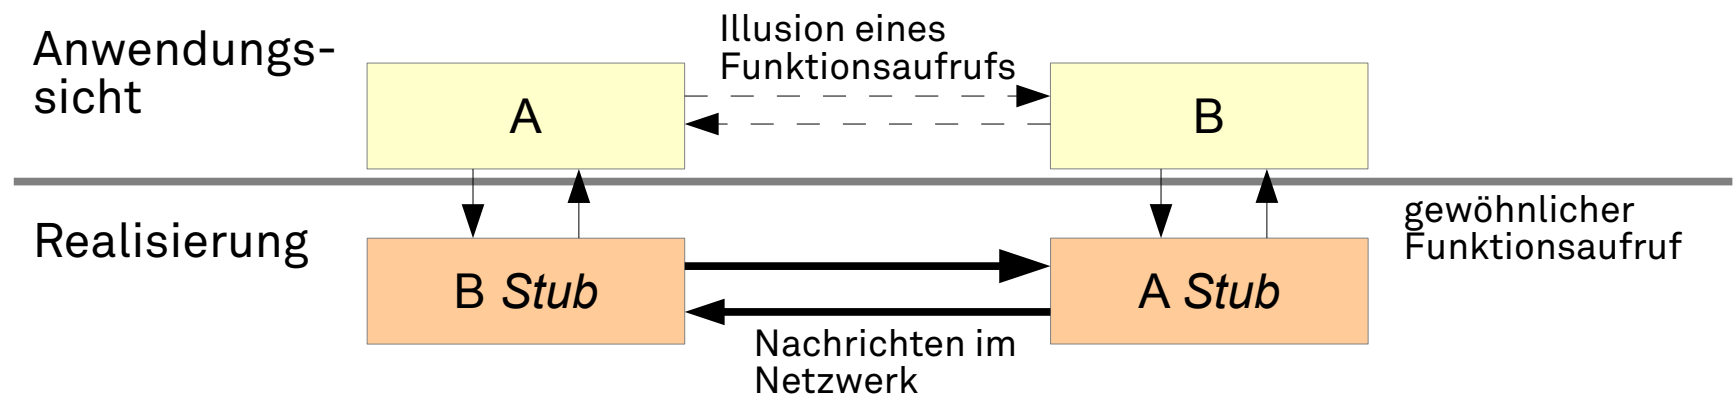 Anwendungs-
sicht
Illusion eines
Funktionsaufrufs
A
B
Realisierung
gewöhnlicher
Funktionsaufruf
B Stub
A Stub
Nachrichten im
Netzwerk